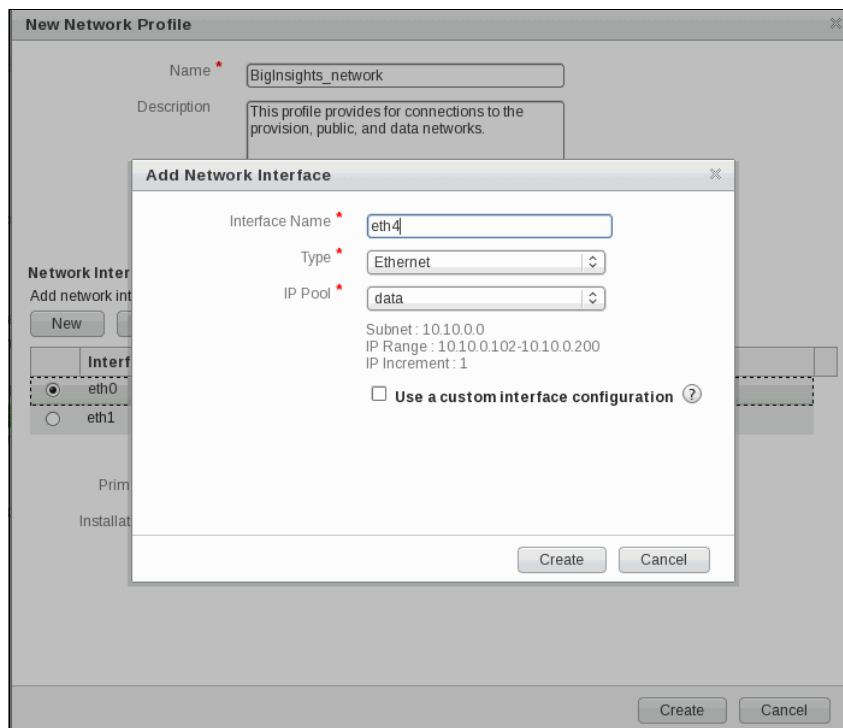 New Network Profile
Name *
BigInsights_network
Description
This profile provides for connections to the
provision, public, and data networks.
Add Network Interface
Interface Name *
eth4
Type *
Ethernet
IP Pool *
data
Subnet : 10.10.0.0
IP Range : 10.10.0.102-10.10.0.200
IP Increment : 1
Use a custom interface configuration ?
Create
Cancel
Network Inter
Add network int
New
Interf
eth0
eth1
Prim
Installat
Create
Cancel